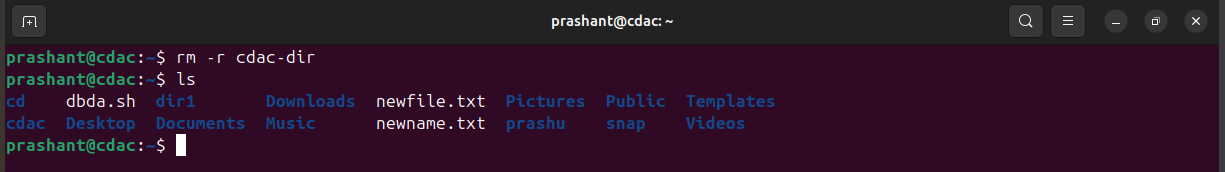 prashant@cdac: ~
prashant@cdac:~$ rm -r cdac-dir
prashant@cdac:~$ ls
cd    dbda.sh  dir1       Downloads  newfile.txt  Pictures  Public  Templates
cdac  Desktop  Documents  Music      newname.txt  prashu    snap    Videos
prashant@cdac:~$